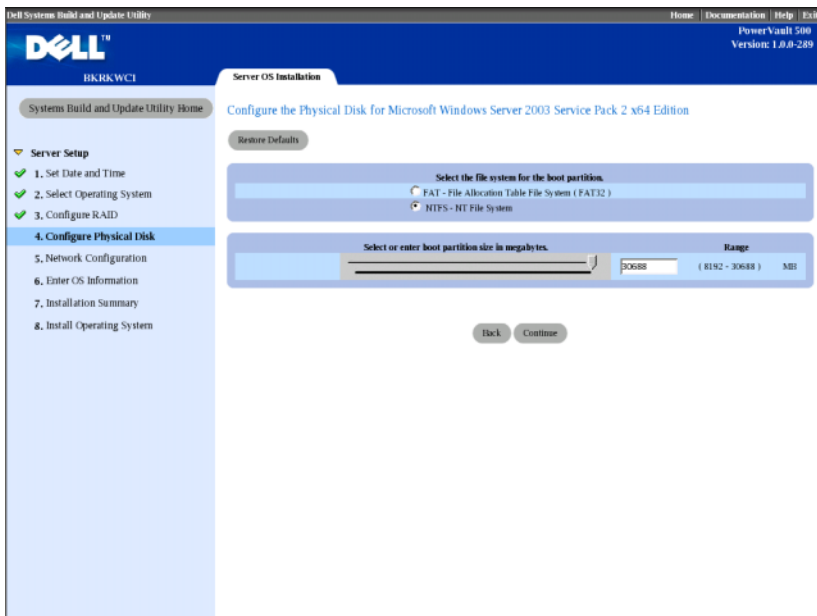 Dell Systems Build and Update Utility
Home | Documentation | Help |
DELL™
PowerVault 500
Version: 1.0.0-289
BKRKWC1
Server OS Installation
Systems Build and Update Utility Home
Configure the Physical Disk for Microsoft Windows Server 2003 Service Pack 2 x64 Edition
Restore Defaults
Server Setup
1. Set Date and Time
2. Select Operating System
3. Configure RAID
4. Configure Physical Disk
5. Network Configuration
6. Enter OS Information
7. Installation Summary
8. Install Operating System
Select the file system for the boot partition.
FAT - File Allocation Table File System ( FAT32 )
NTFS - NT File System
Select or enter boot partition size in megabytes.
Range
30688
( 8192 - 30688 )
MB
Back
Continue